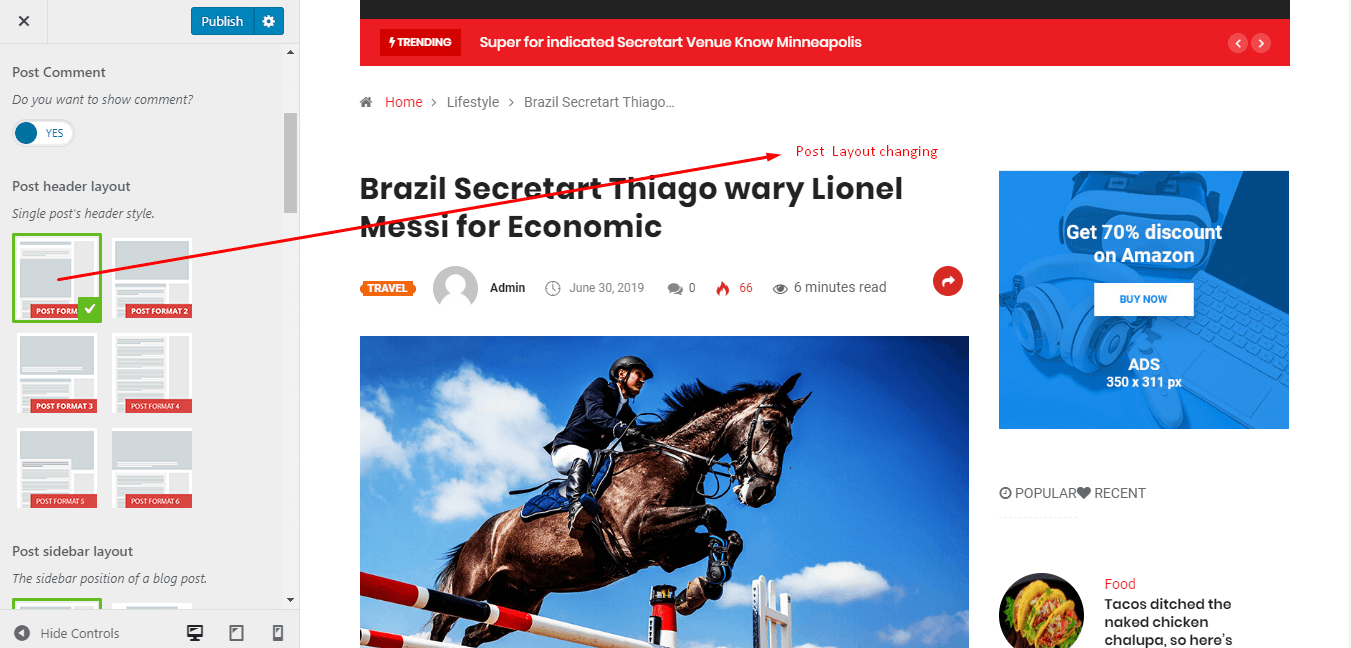 Publish
Post Comment
Do you want to show comment?
YES
Post header layout
Single post's header style.
POST FORM
POST FORMAT 2
POST FORMAT 3
POST FORMAT 4
POST FORMAT 5
POST FORMAT 6
Post sidebar layout
The sidebar position of a blog post.
Hide Controls
TRENDING Super for indicated Secretart Venue Know Minneapolis
Home > Lifestyle > Brazil Secretart Thiago...
Post Layout changing
Brazil Secretart Thiago wary Lionel
Messi for Economic
TRAVEL Admin June 30, 2019 0 66 6 minutes read
Get 70% discount
on Amazon
BUY NOW
ADS
350 x 311 px
POPULAR RECENT
Food
Tacos ditched the
naked chicken
chalupa, so here's